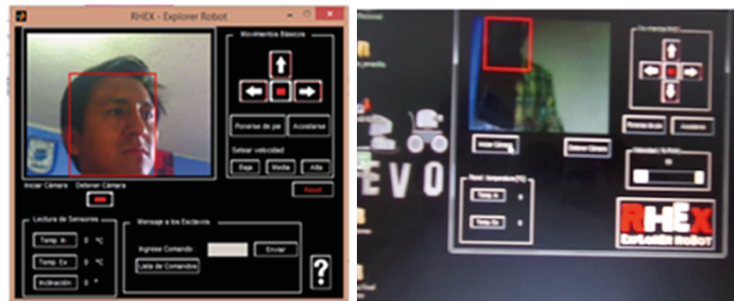 RHEX - Explorer Robot
Movimientos Básicos
Ponerse de pie
Acostarse
Setear velocidad
Baja
Media
Alta
Iniciar Cámara
Detener Cámara
Reset
Lectura de Sensores
Temp. In
0 ºC
Temp. Ex
0 ºC
Inclinación
0 º
Mensaje a los Esclavos
Ingrese Comando:
Enviar
Lista de Comandos
?
Iniciar Cámara
Detener Cámara
Ponerse de pie
Acostarse
Temp. In
Temp. Ex
EVO
RHEX
EXPLORER ROBOT